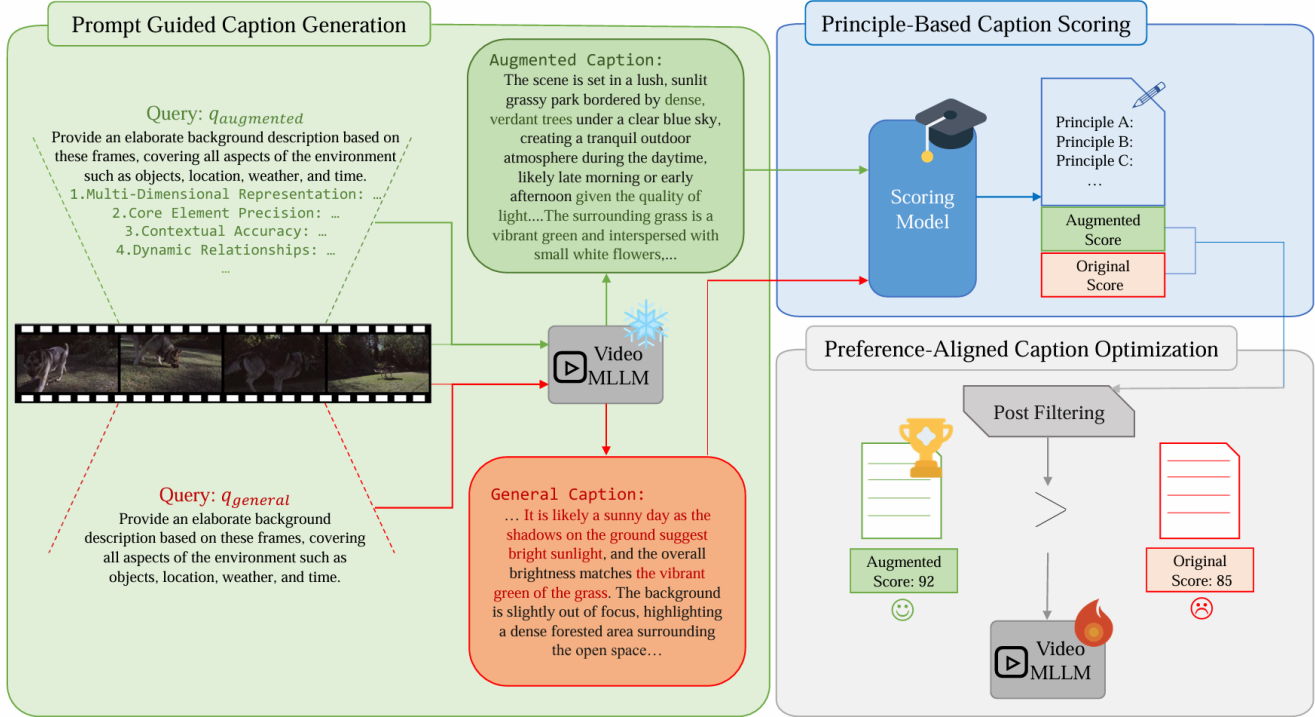 Prompt Guided Caption Generation
Query: q_augmented
Provide an elaborate background description based on
these frames, covering all aspects of the environment
such as objects, location, weather, and time.
1.Multi-Dimensional Representation: …
2.Core Element Precision: …
3.Contextual Accuracy: …
4.Dynamic Relationships: …
…
Augmented Caption:
The scene is set in a lush, sunlit
grassy park bordered by dense,
verdant trees under a clear blue sky,
creating a tranquil outdoor
atmosphere during the daytime,
likely late morning or early
afternoon given the quality of
light....The surrounding grass is a
vibrant green and interspersed with
small white flowers,...
Video
MLLM
Query: q_general
Provide an elaborate background
description based on these frames, covering
all aspects of the environment such as
objects, location, weather, and time.
General Caption:
… It is likely a sunny day as the
shadows on the ground suggest
bright sunlight, and the overall
brightness matches the vibrant
green of the grass. The background
is slightly out of focus, highlighting
a dense forested area surrounding
the open space…
Principle-Based Caption Scoring
Scoring
Model
Principle A:
Principle B:
Principle C:
…
Augmented
Score
Original
Score
Preference-Aligned Caption Optimization
Post Filtering
Augmented
Score: 92
>
Original
Score: 85
Video
MLLM